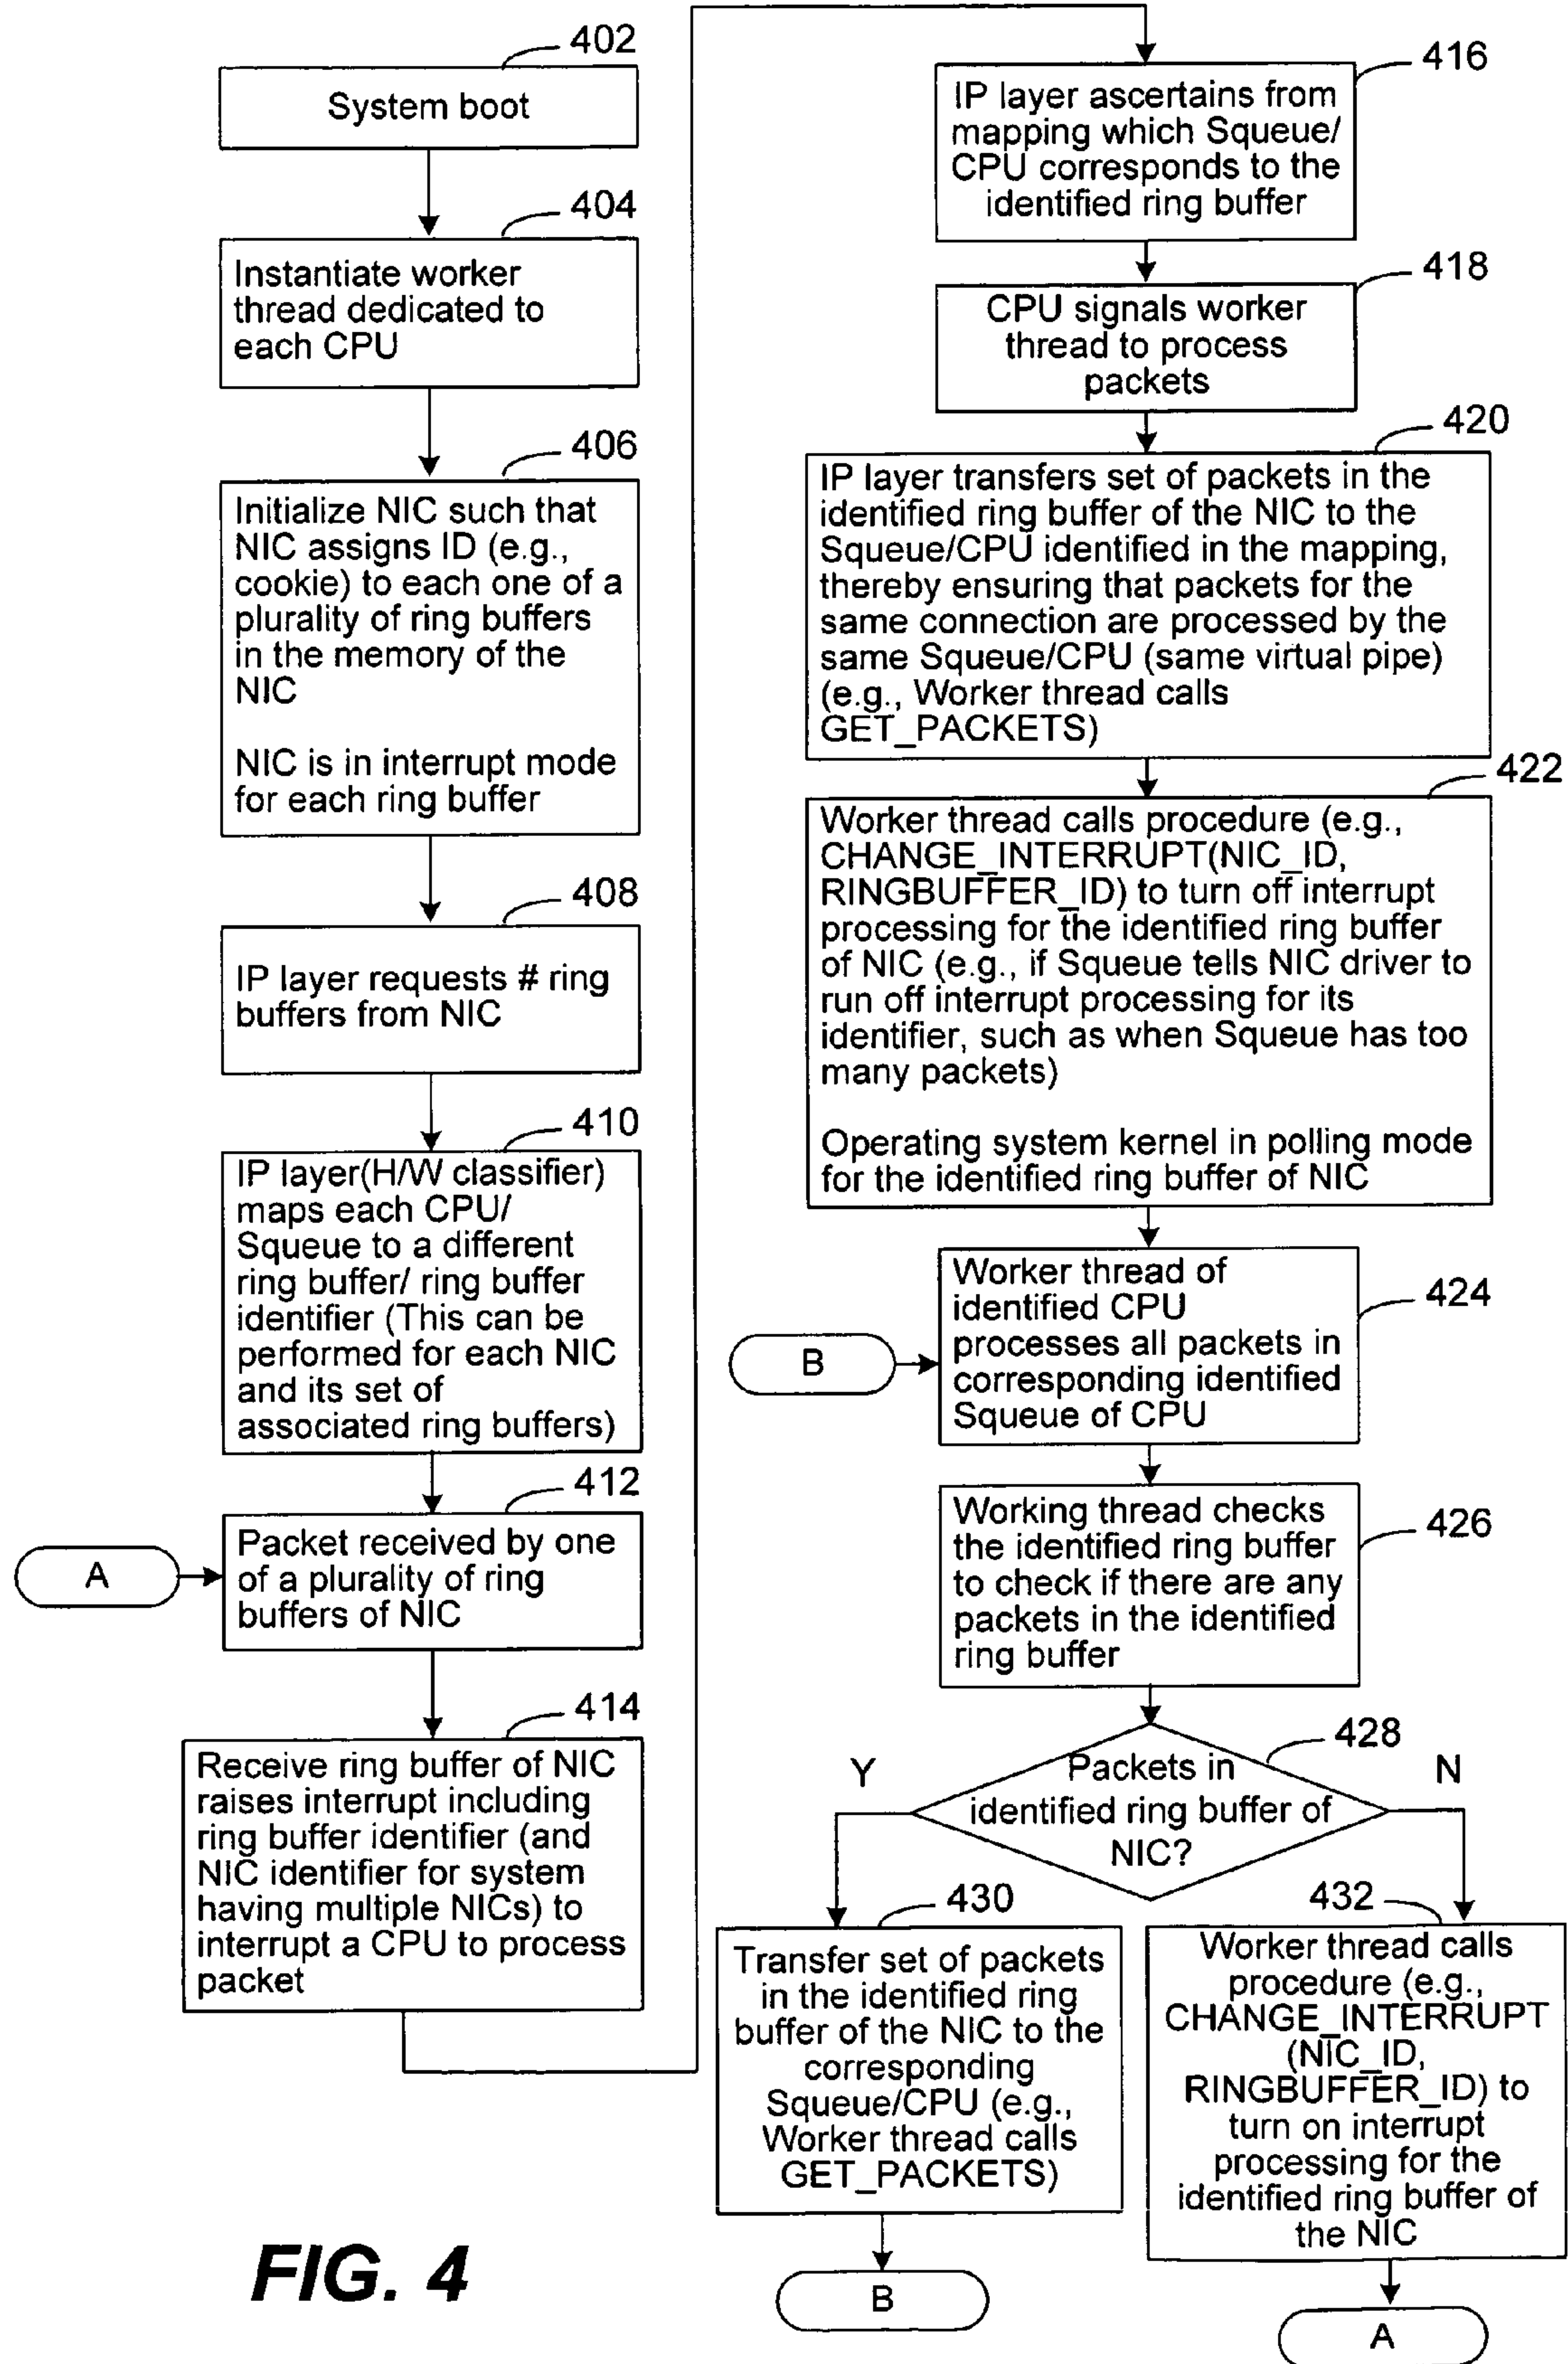 402
System boot
404
Instantiate worker
thread dedicated to
each CPU
406
Initialize NIC such that
NIC assigns ID (e.g.,
cookie) to each one of a
plurality of ring buffers
in the memory of the
NIC
NIC is in interrupt mode
for each ring buffer
408
IP layer requests # ring
buffers from NIC
410
IP layer(H/W classifier)
maps each CPU/
Squeue to a different
ring buffer/ ring buffer
identifier (This can be
performed for each NIC
and its set of
associated ring buffers)
412
A
Packet received by one
of a plurality of ring
buffers of NIC
414
Receive ring buffer of NIC
raises interrupt including
ring buffer identifier (and
NIC identifier for system
having multiple NICs) to
interrupt a CPU to process
packet
416
IP layer ascertains from
mapping which Squeue/
CPU corresponds to the
identified ring buffer
418
CPU signals worker
thread to process
packets
420
IP layer transfers set of packets in the
identified ring buffer of the NIC to the
Squeue/CPU identified in the mapping,
thereby ensuring that packets for the
same connection are processed by the
same Squeue/CPU (same virtual pipe)
(e.g., Worker thread calls
GET_PACKETS)
422
Worker thread calls procedure (e.g.,
CHANGE_INTERRUPT(NIC_ID,
RINGBUFFER_ID) to turn off interrupt
processing for the identified ring buffer
of NIC (e.g., if Squeue tells NIC driver to
run off interrupt processing for its
identifier, such as when Squeue has too
many packets)
Operating system kernel in polling mode
for the identified ring buffer of NIC
B
Worker thread of
identified CPU
processes all packets in
corresponding identified
Squeue of CPU
424
Working thread checks
the identified ring buffer
to check if there are any
packets in the identified
ring buffer
426
428
Y
N
Packets in
identified ring buffer of
NIC?
430
Transfer set of packets
in the identified ring
buffer of the NIC to the
corresponding
Squeue/CPU (e.g.,
Worker thread calls
GET_PACKETS)
B
432
Worker thread calls
procedure (e.g.,
CHANGE_INTERRUPT
(NIC_ID,
RINGBUFFER_ID) to
turn on interrupt
processing for the
identified ring buffer of
the NIC
A
FIG. 4